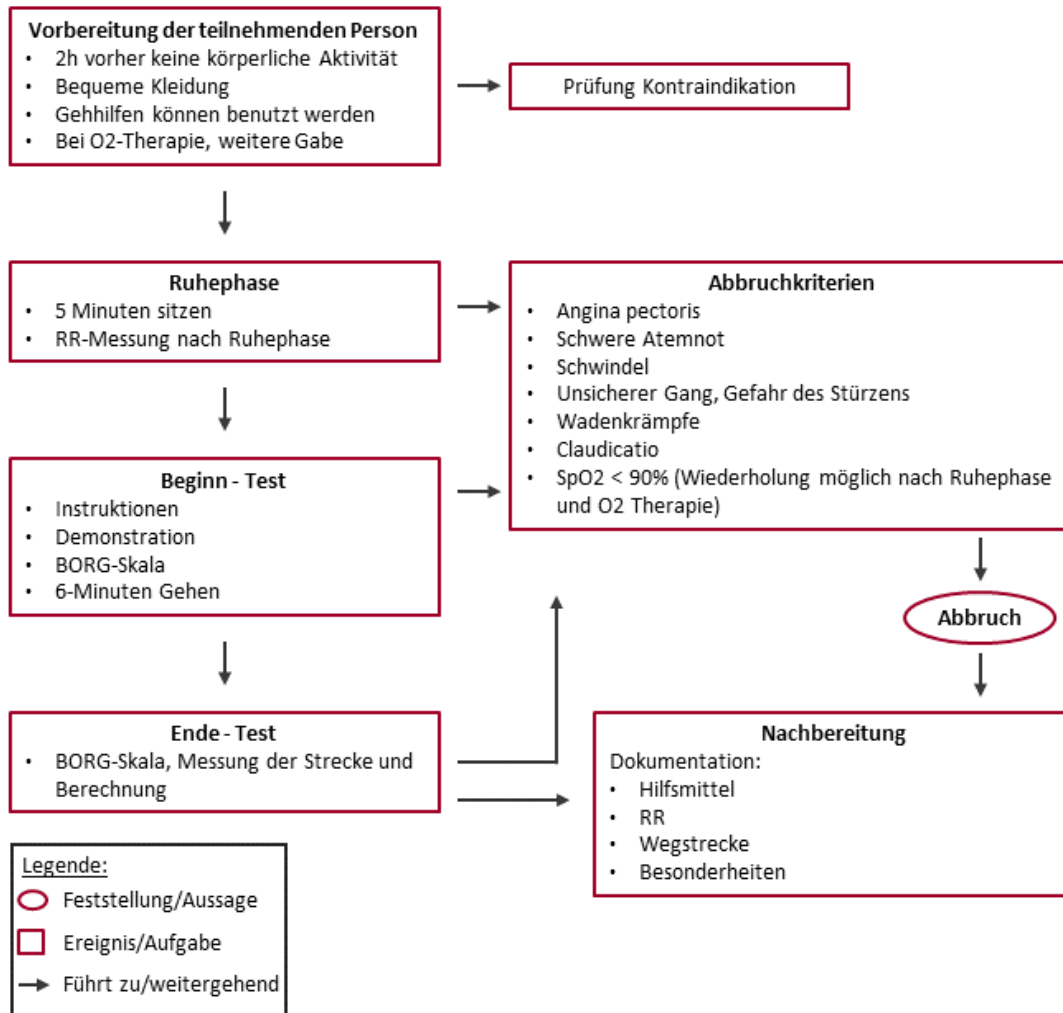 Vorbereitung der teilnehmenden Person
• 2h vorher keine körperliche Aktivität
• Bequeme Kleidung
• Gehhilfen können benutzt werden
• Bei O2-Therapie, weitere Gabe
Prüfung Kontraindikation
Ruhephase
• 5 Minuten sitzen
• RR-Messung nach Ruhephase
Abbruchkriterien
• Angina pectoris
• Schwere Atemnot
• Schwindel
• Unsicherer Gang, Gefahr des Stürzens
• Wadenkrämpfe
• Claudicatio
• SpO2 < 90% (Wiederholung möglich nach Ruhephase
und O2 Therapie)
Beginn - Test
• Instruktionen
• Demonstration
• BORG-Skala
• 6-Minuten Gehen
Abbruch
Ende - Test
• BORG-Skala, Messung der Strecke und
Berechnung
Nachbereitung
Dokumentation:
• Hilfsmittel
• RR
• Wegstrecke
• Besonderheiten
Legende:
Feststellung/Aussage
Ereignis/Aufgabe
Führt zu/weitergehend